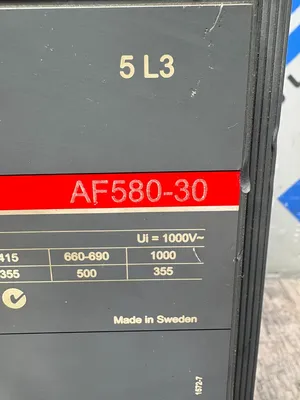 5 L3
AF580-30
Ui = 1000V~
415 660-690 1000
355 500 355
Made in Sweden
1572-7